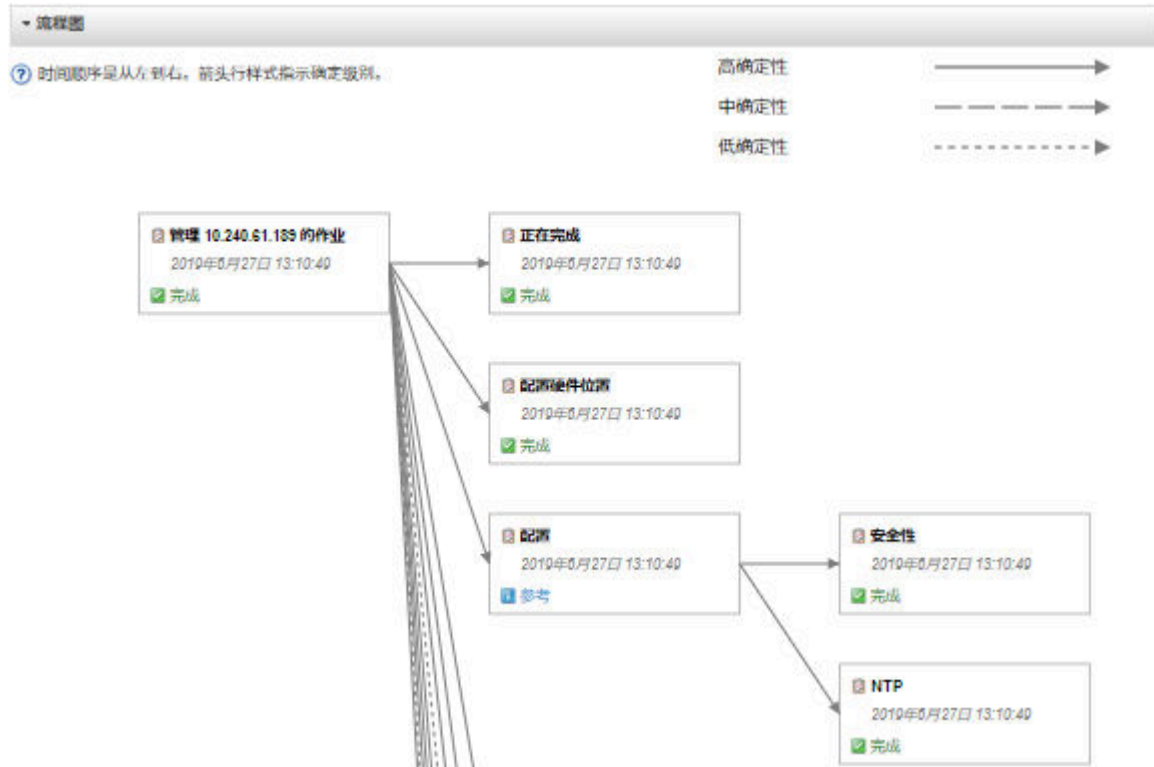 流程图
时间顺序是从左到右。箭头行样式指示确定级别。
高确定性
中确定性
低确定性
管理 10.240.61.189 的作业
2019年6月27日 13:10:49
完成
正在完成
2019年6月27日 13:10:49
完成
配置硬件位置
2019年6月27日 13:10:49
完成
配置
2019年6月27日 13:10:49
参考
安全性
2019年6月27日 13:10:49
完成
NTP
2019年6月27日 13:10:49
完成